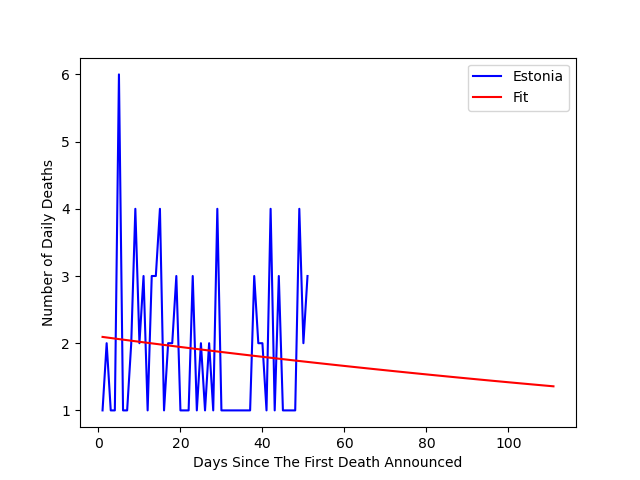 Estonia
Fit
6
5
4
3
2
1
Number of Daily Deaths
0 20 40 60 80 100
Days Since The First Death Announced